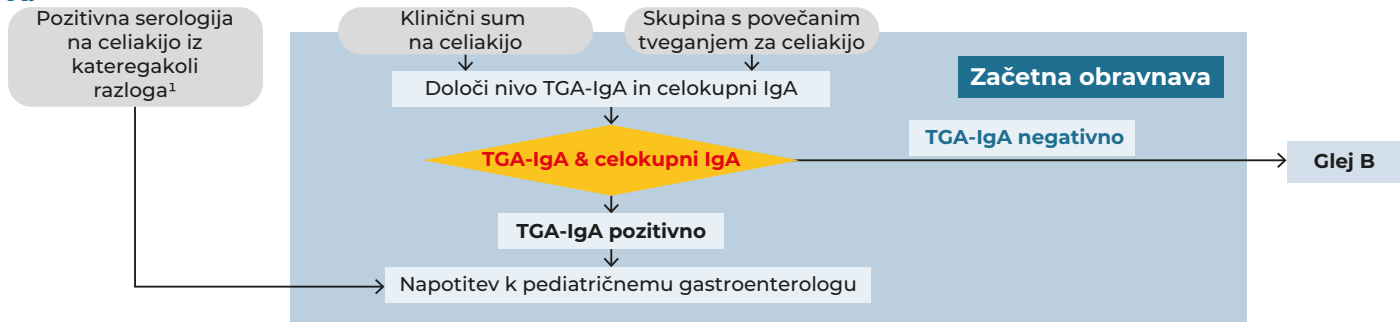 Pozitivna serologija
na celiakijo iz
kateregakoli
razloga¹
Klinični sum
na celiakijo
Skupina s povečanim
tveganjem za celiakijo
Začetna obravnava
Določi nivo TGA-IgA in celokupni IgA
TGA-IgA negativno
TGA-IgA & celokupni IgA
Glej B
TGA-IgA pozitivno
Napotitev k pediatričnemu gastroenterologu